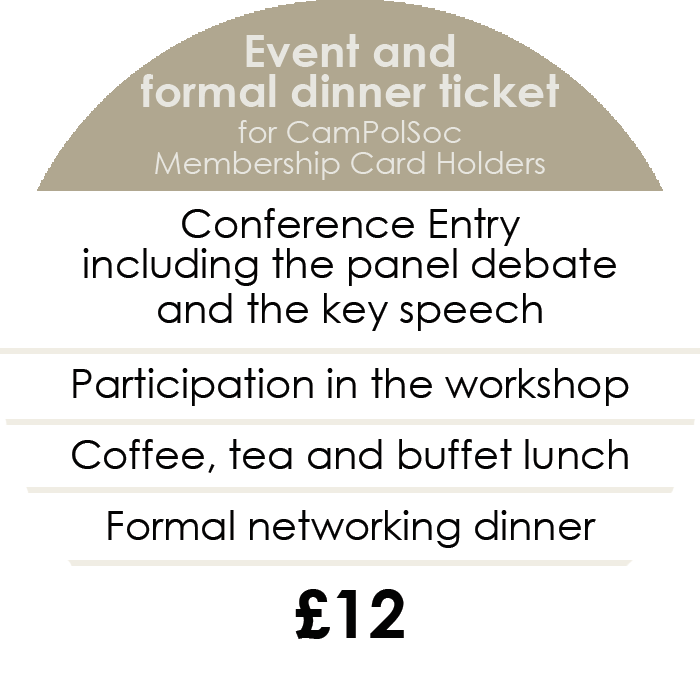 Event and
formal dinner ticket
for CamPolSoc
Membership Card Holders
Conference Entry
including the panel debate
and the key speech
Participation in the workshop
Coffee, tea and buffet lunch
Formal networking dinner
£12